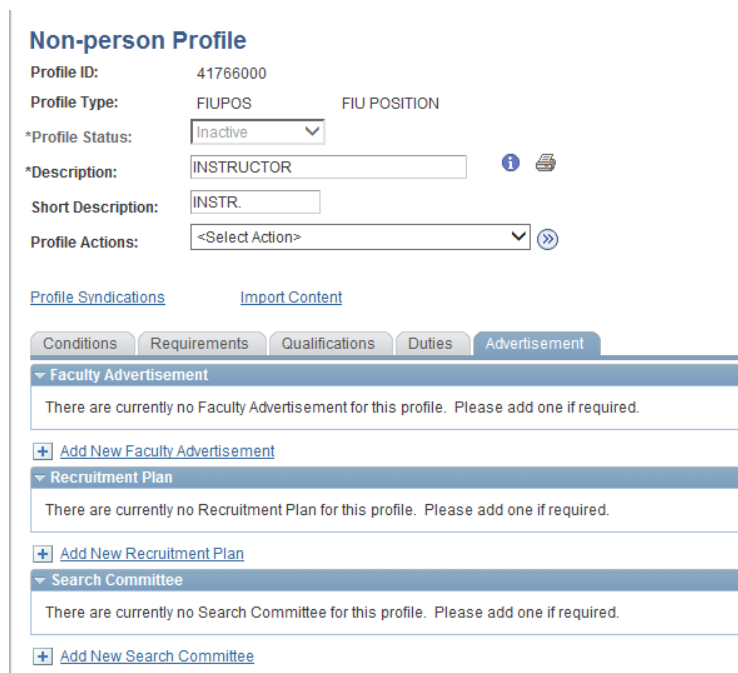 Non-person Profile
Profile ID: 41766000
Profile Type: FIUPOS FIU POSITION
*Profile Status: Inactive
*Description: INSTRUCTOR
Short Description: INSTR.
Profile Actions: <Select Action>
Profile Syndications Import Content
Conditions Requirements Qualifications Duties Advertisement
Faculty Advertisement
There are currently no Faculty Advertisement for this profile. Please add one if required.
Add New Faculty Advertisement
Recruitment Plan
There are currently no Recruitment Plan for this profile. Please add one if required.
Add New Recruitment Plan
Search Committee
There are currently no Search Committee for this profile. Please add one if required.
Add New Search Committee